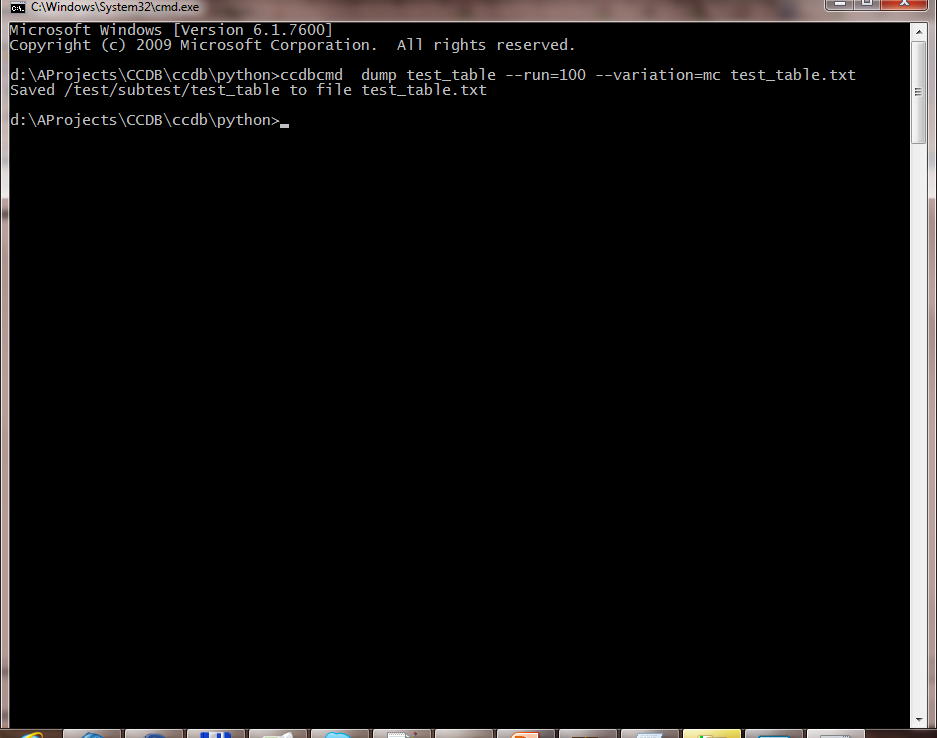 C:\Windows\System32\cmd.exe
Microsoft Windows [Version 6.1.7600]
Copyright (c) 2009 Microsoft Corporation.  All rights reserved.
d:\AProjects\CCDB\ccdb\python>ccdbcmd  dump test_table --run=100 --variation=mc test_table.txt
Saved /test/subtest/test_table to file test_table.txt
d:\AProjects\CCDB\ccdb\python>_